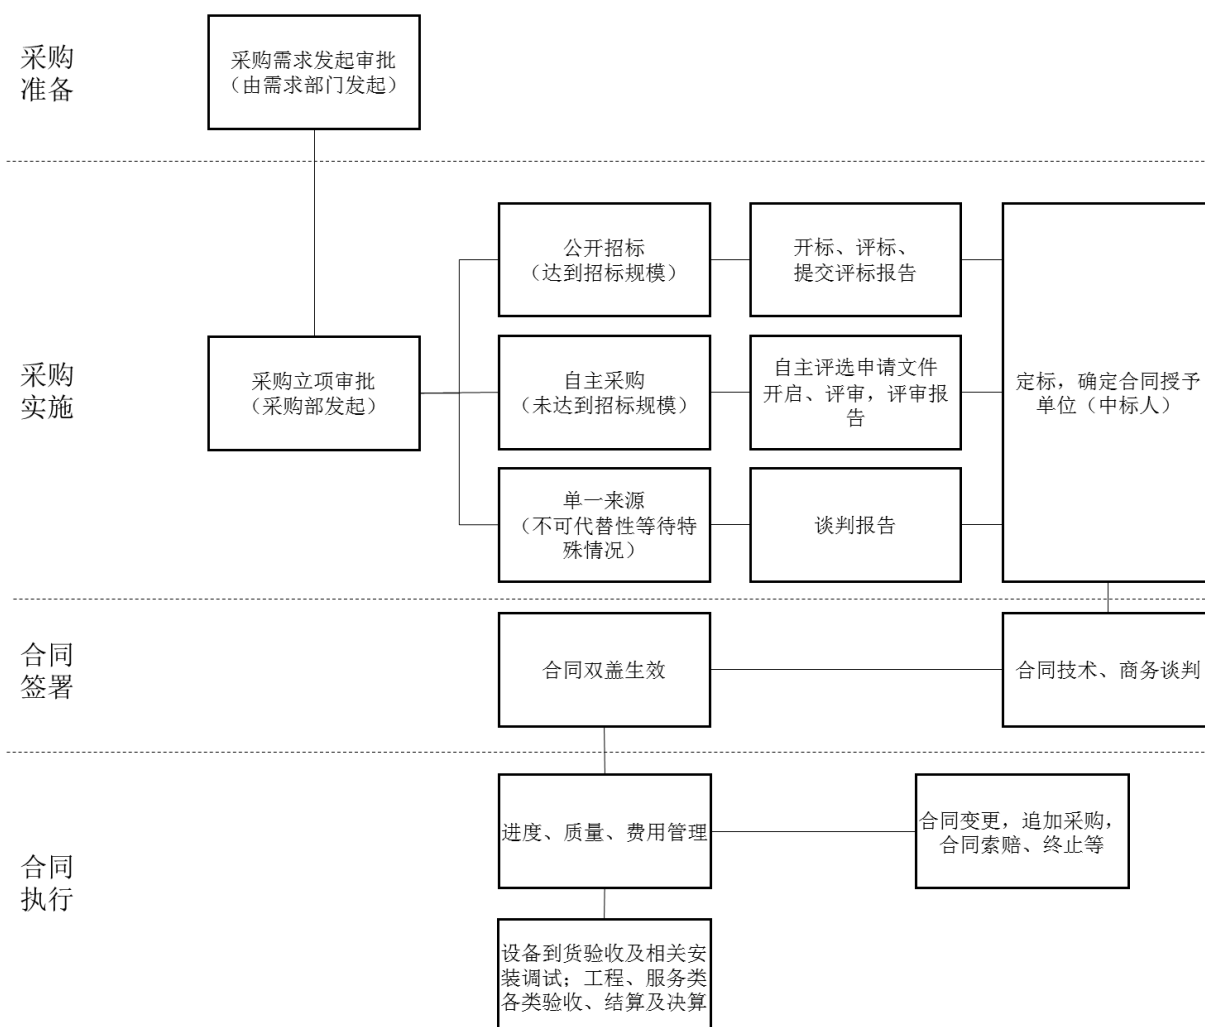 采购
准备
采购需求发起审批
（由需求部门发起）
采购
实施
采购立项审批
（采购部发起）
公开招标
（达到招标规模）
开标、评标、
提交评标报告
自主采购
（未达到招标规模）
自主评选申请文件
开启、评审，评审报
告
单一来源
（不可代替性等待特
殊情况）
谈判报告
定标，确定合同授予
单位（中标人）
合同
签署
合同双盖生效
合同技术、商务谈判
合同
执行
进度、质量、费用管理
合同变更，追加采购，
合同索赔、终止等
设备到货验收及相关安
装调试；工程、服务类
各类验收、结算及决算